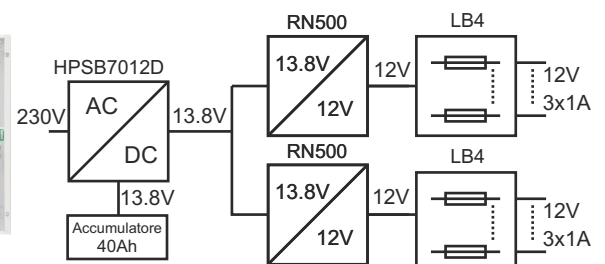 RN500
LB4
HPSB7012D
13.8V
12V
12V
12V
3x1A
230V
AC
DC
13.8V
13.8V
Accumulatore
40Ah
RN500
LB4
13.8V
12V
12V
12V
3x1A